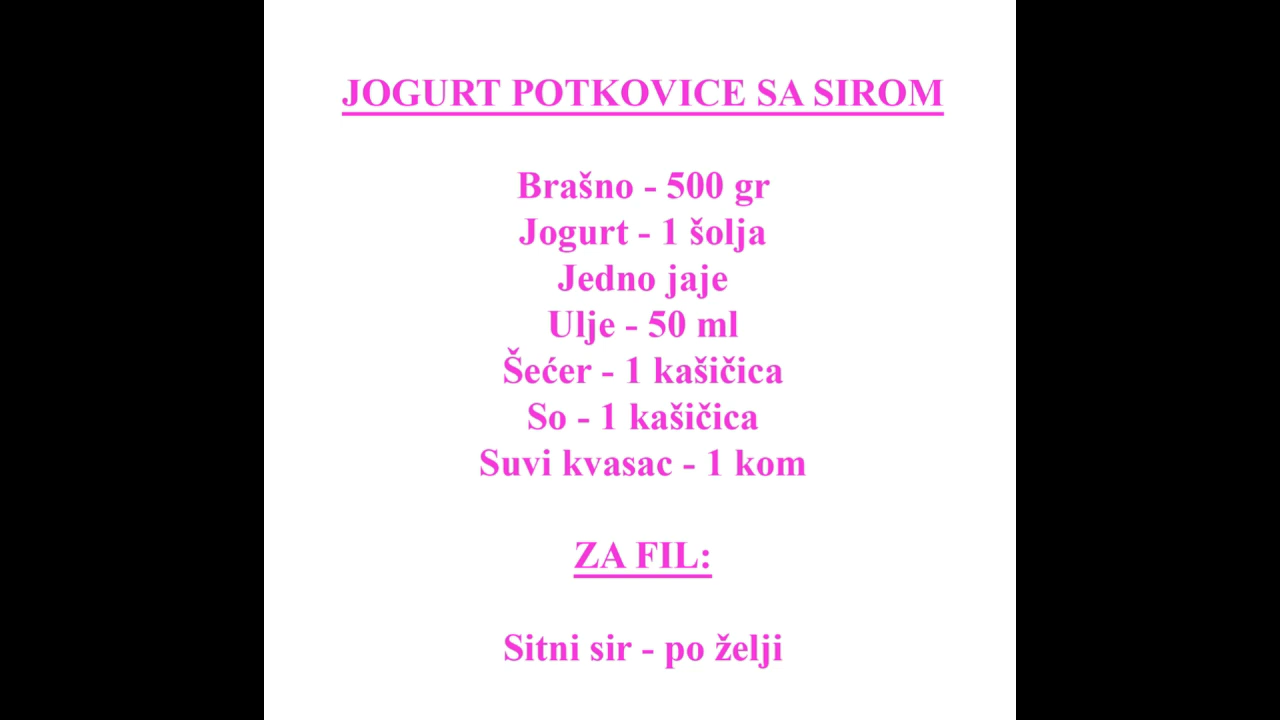 JOGURT POTKOVICE SA SIROM
Brašno - 500 gr
Jogurt - 1 šolja
Jedno jaje
Ulje - 50 ml
Šećer - 1 kašičica
So - 1 kašičica
Suvi kvasac - 1 kom
ZA FIL:
Sitni sir - po želji